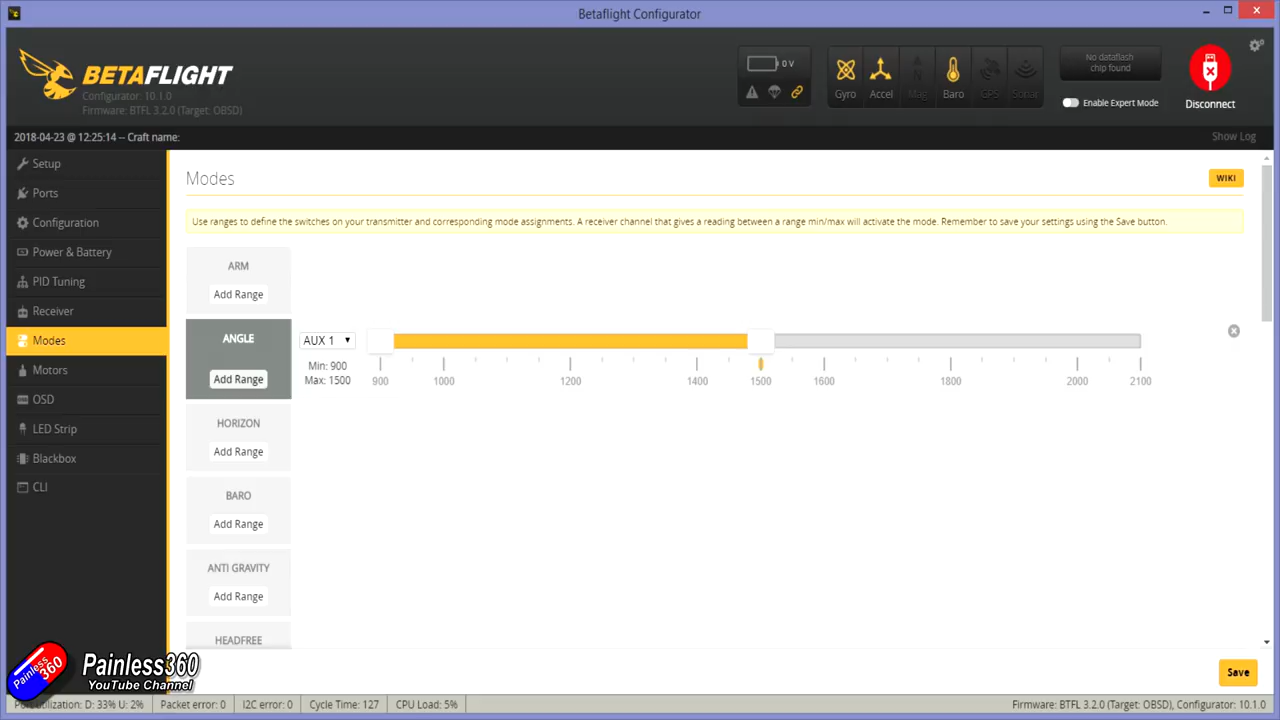 Betaflight Configurator
BETAFLIGHT
Configurator: 10.1.0
Firmware: BTFL 3.2.0 (Target: OBSD)
0 V
Gyro
Accel
Mag
Baro
GPS
Sonar
No dataflash
chip found
Enable Expert Mode
Disconnect
2018-04-23 @ 12:25:14 -- Craft name:
Show Log
Setup
Ports
Configuration
Power & Battery
PID Tuning
Receiver
Modes
Motors
OSD
LED Strip
Blackbox
CLI
Modes
WIKI
Use ranges to define the switches on your transmitter and corresponding mode assignments. A receiver channel that gives a reading between a range min/max will activate the mode. Remember to save your settings using the Save button.
ARM
Add Range
ANGLE
Add Range
AUX 1
Min: 900
Max: 1500
900 1000 1200 1400 1500 1600 1800 2000 2100
HORIZON
Add Range
BARO
Add Range
ANTI GRAVITY
Add Range
HEADFREE
Save
Painless360
Painless360
YouTube Channel
Utilization: D: 33% U: 2% Packet error: 0 I2C error: 0 Cycle Time: 127 CPU Load: 5% Firmware: BTFL 3.2.0 (Target: OBSD), Configurator: 10.1.0